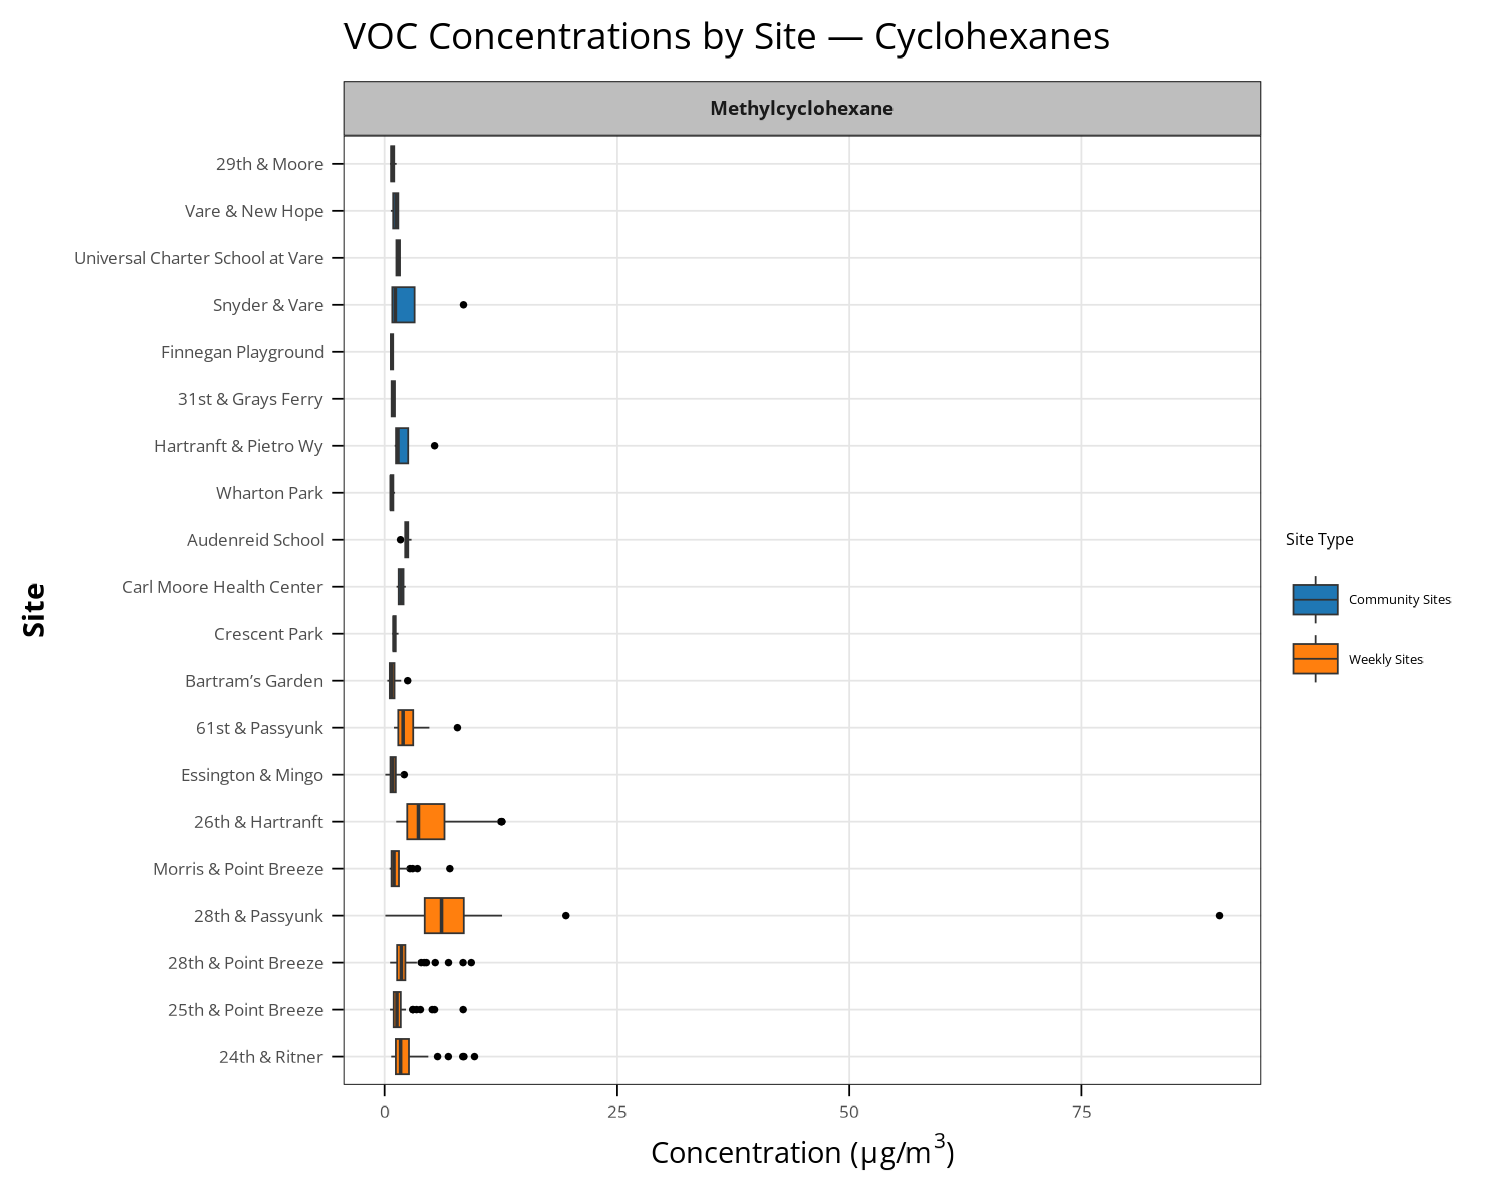 VOC Concentrations by Site — Cyclohexanes
Methylcyclohexane
29th & Moore
Vare & New Hope
Universal Charter School at Vare
Snyder & Vare
Finnegan Playground
31st & Grays Ferry
Hartranft & Pietro Wy
Wharton Park
Audenreid School
Carl Moore Health Center
Crescent Park
Bartram’s Garden
61st & Passyunk
Essington & Mingo
26th & Hartranft
Morris & Point Breeze
28th & Passyunk
28th & Point Breeze
25th & Point Breeze
24th & Ritner
Site
0 25 50 75
Concentration (µg/m³)
Site Type
Community Sites
Weekly Sites